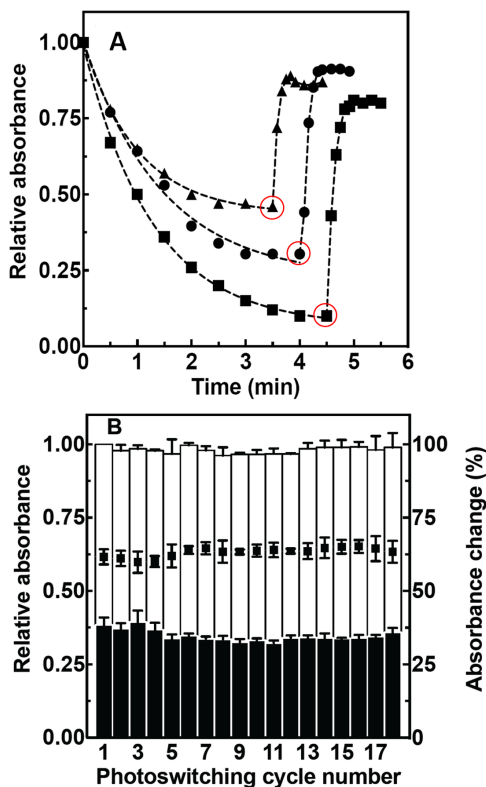 A
Relative absorbance
1.00
0.75
0.50
0.25
0.00
0 1 2 3 4 5 6
Time (min)
B
Relative absorbance
1.00
0.75
0.50
0.25
0.00
100
75
50
25
0
Absorbance change (%)
1 3 5 7 9 11 13 15 17
Photoswitching cycle number